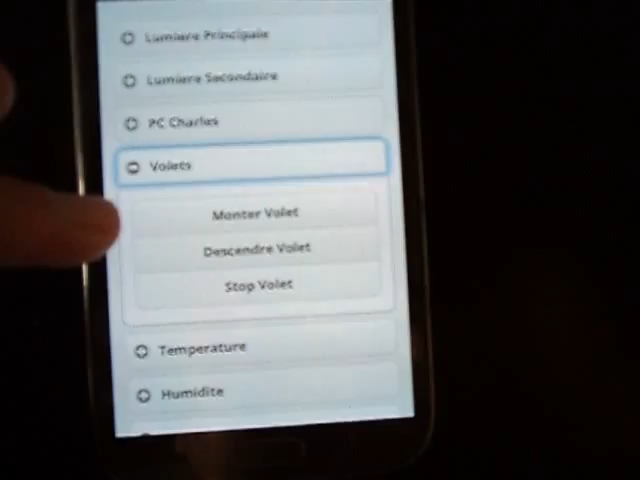 Lumiere Principale
Lumiere Secondaire
PC Charles
Volets
Monter Volet
Descendre Volet
Stop Volet
Temperature
Humidite